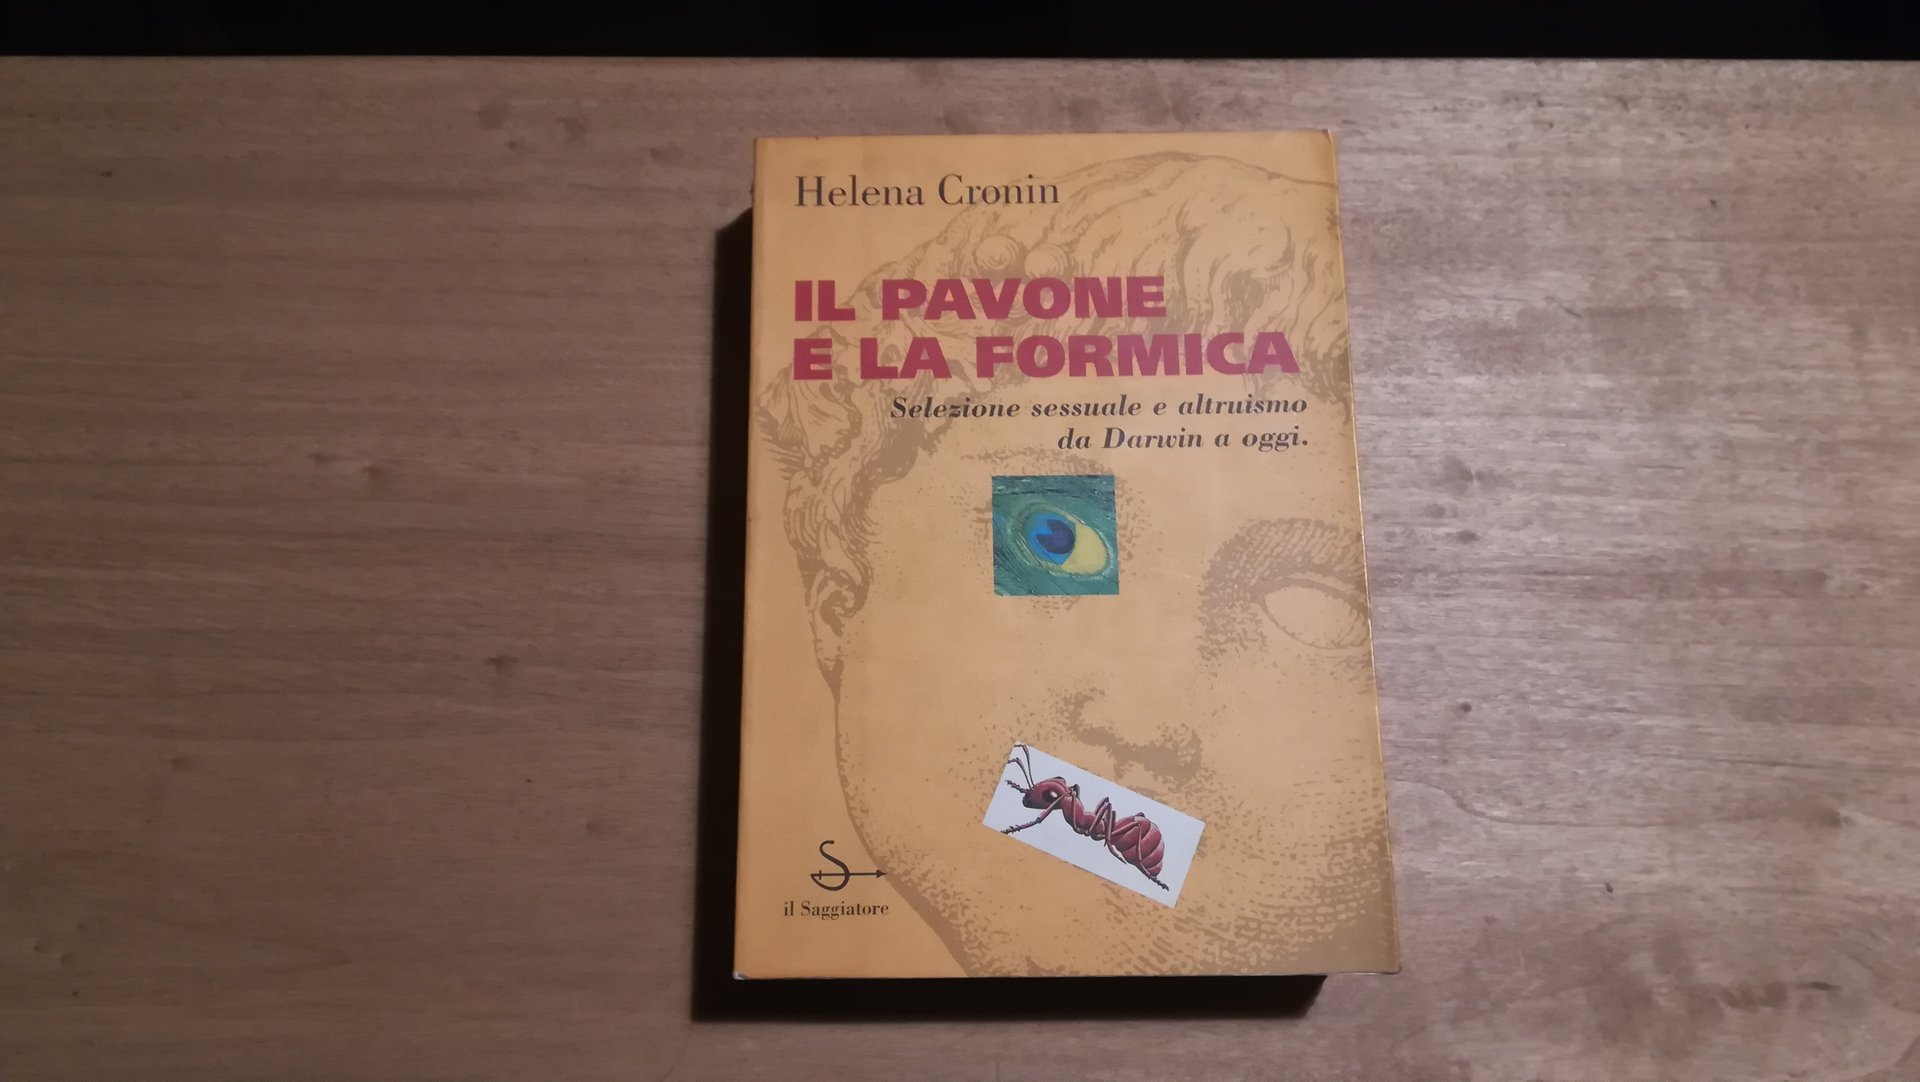 Helena Cronin
IL PAVONE
E LA FORMICA
Selezione sessuale e altruismo
da Darwin a oggi.
S
il Saggiatore